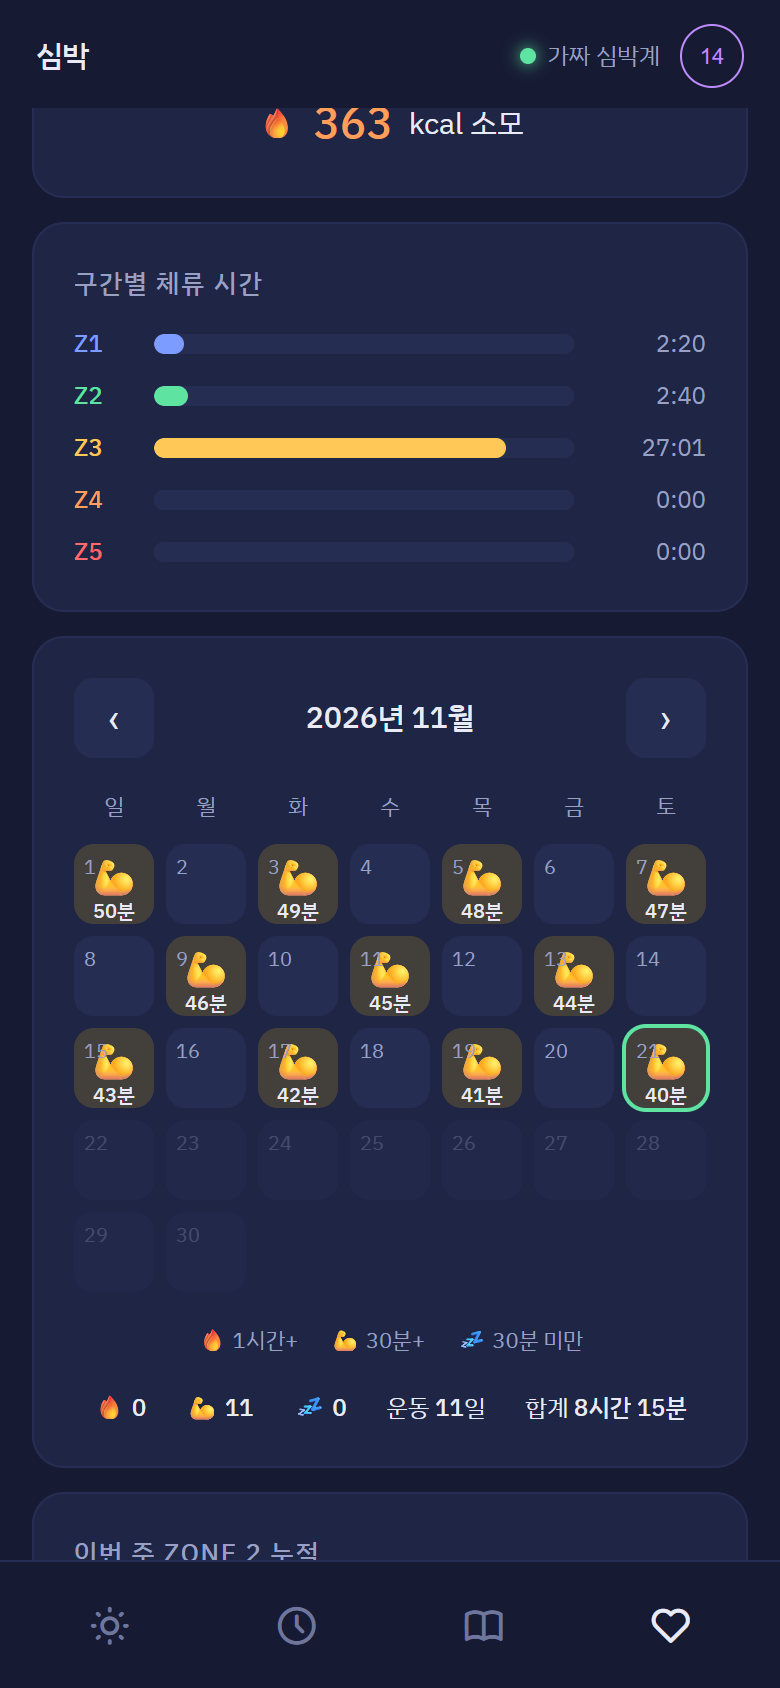 심박
가짜 심박계 14
363 kcal 소모
구간별 체류 시간
Z1 2:20
Z2 2:40
Z3 27:01
Z4 0:00
Z5 0:00
‹ 2026년 11월 ›
일 월 화 수 목 금 토
1 2 3 4 5 6 7
50분 49분 48분 47분
8 9 10 11 12 13 14
46분 45분 44분
15 16 17 18 19 20 21
43분 42분 41분 40분
22 23 24 25 26 27 28
29 30
1시간+ 30분+ 💤 30분 미만
0 11 💤 0 운동 11일 합계 8시간 15분
이번 주 ZONE 2 누적